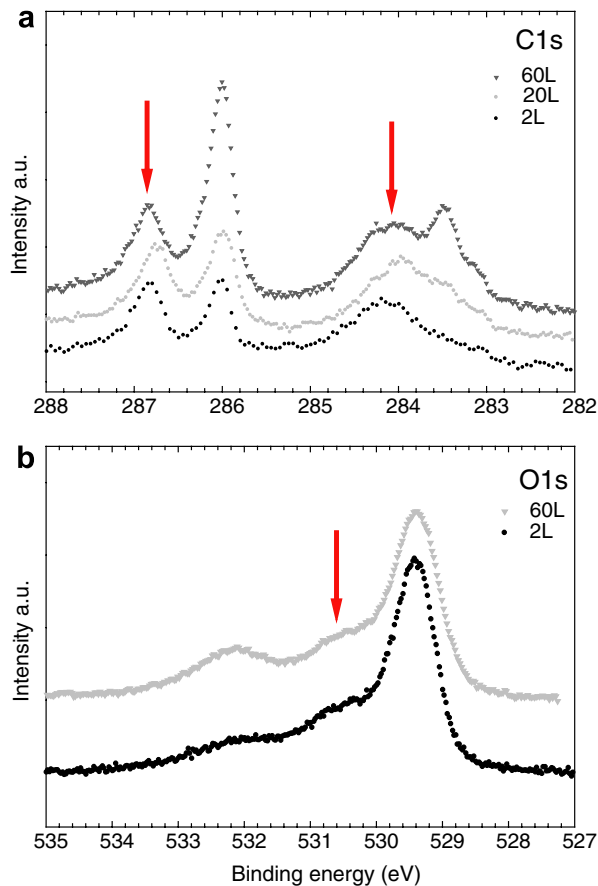 a
C1s
60L
20L
2L
Intensity a.u.
288 287 286 285 284 283 282
b
O1s
60L
2L
Intensity a.u.
535 534 533 532 531 530 529 528 527
Binding energy (eV)